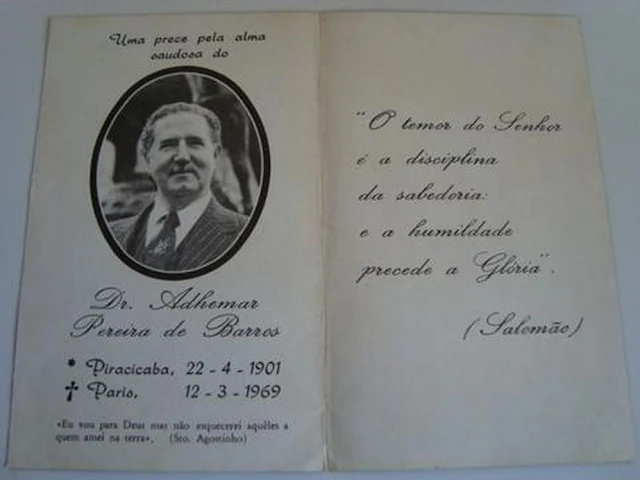 Uma prece pela alma
saudosa do
Dr. Adhemar
Pereira de Barros
* Piracicaba, 22 - 4 - 1901
✝ Paris, 12 - 3 - 1969
«Eu vou para Deus mas não esquecerei aquêles a
quem amei na terra». (Sto. Agostinho)
"O temor do Senhor
é a disciplina
da sabedoria:
e a humildade
precede a Glória".
(Salomão)